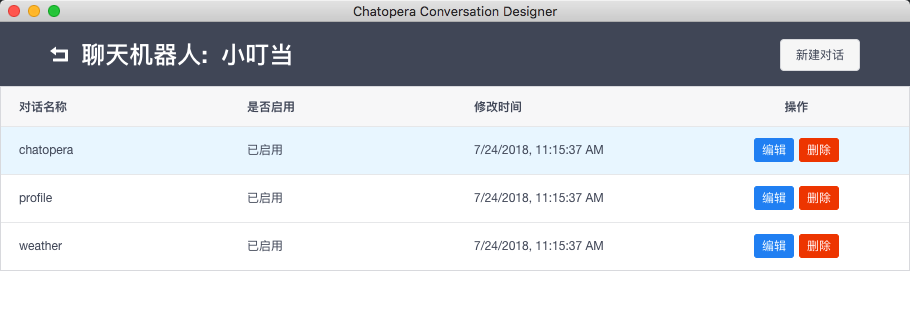 Chatopera Conversation Designer
聊天机器人: 小叮当
新建对话
对话名称 是否启用 修改时间 操作
chatopera 已启用 7/24/2018, 11:15:37 AM 编辑 删除
profile 已启用 7/24/2018, 11:15:37 AM 编辑 删除
weather 已启用 7/24/2018, 11:15:37 AM 编辑 删除